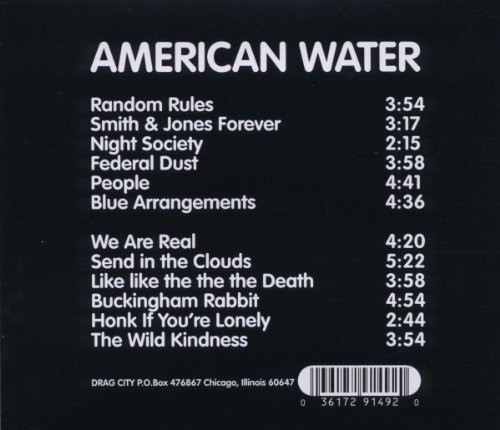 AMERICAN WATER
Random Rules 3:54
Smith & Jones Forever 3:17
Night Society 2:15
Federal Dust 3:58
People 4:41
Blue Arrangements 4:36
We Are Real 4:20
Send in the Clouds 5:22
Like like the the the Death 3:58
Buckingham Rabbit 4:54
Honk If You're Lonely 2:44
The Wild Kindness 3:54
DRAG CITY P.O.Box 476867 Chicago, Illinois 60647
0 36172 91492 0